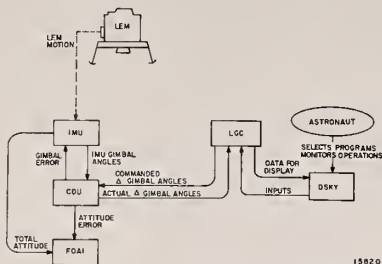 LEM
LEM
MOTION
IMU
GIMBAL
ERROR
IMU GIMBAL
ANGLES
CDU
COMMANDED
Δ GIMBAL ANGLES
ACTUAL Δ GIMBAL ANGLES
LGC
DATA FOR
DISPLAY
INPUTS
ASTRONAUT
SELECTS PROGRAMS
MONITORS OPERATIONS
DSKY
ATTITUDE
ERROR
TOTAL
ATTITUDE
FDAI
15820